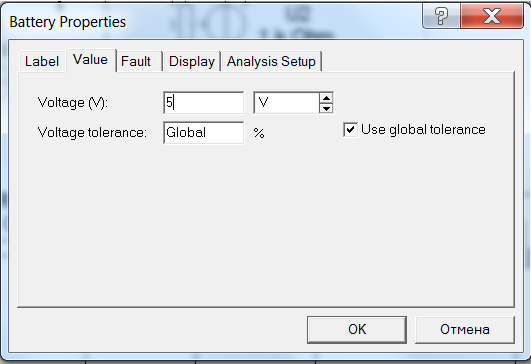 Battery Properties
Label Value Fault Display Analysis Setup
Voltage (V): 5 V
Voltage tolerance: Global % Use global tolerance
OK Отмена